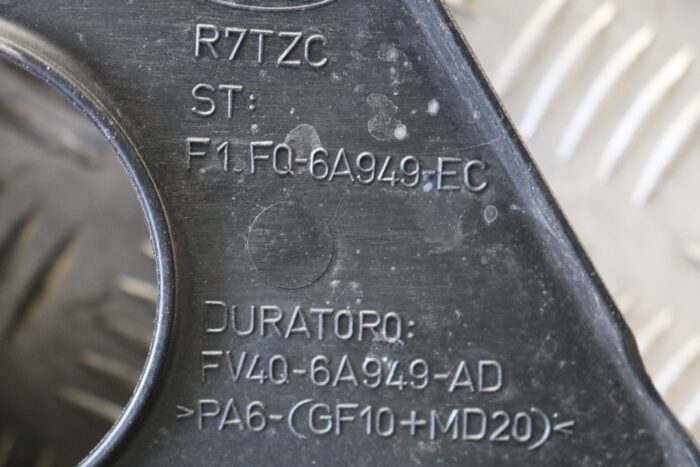 R7TZC
ST:
F1FQ-6A949-EC
DURATORQ:
FV4Q-6A949-AD
>PA6-(GF10+MD20)<